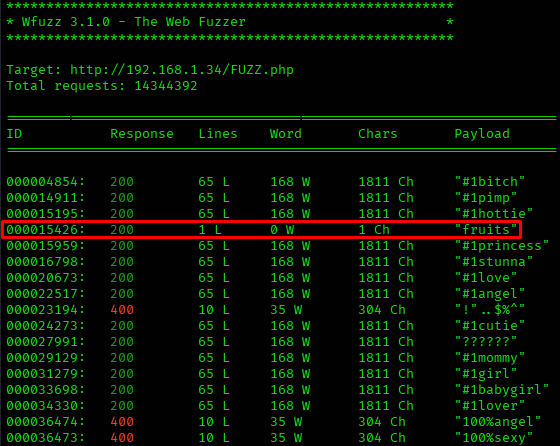 ********************************************************
* Wfuzz 3.1.0 - The Web Fuzzer                         *
********************************************************
Target: http://192.168.1.34/FUZZ.php
Total requests: 14344392
=====================================================================
ID           Response   Lines    Word       Chars       Payload
=====================================================================
000004854:   200        65 L     168 W      1811 Ch     "#1bitch"
000014911:   200        65 L     168 W      1811 Ch     "#1pimp"
000015195:   200        65 L     168 W      1811 Ch     "#1hottie"
000015426:   200        1 L      0 W        1 Ch        "fruits"
000015959:   200        65 L     168 W      1811 Ch     "#1princess"
000016798:   200        65 L     168 W      1811 Ch     "#1stunna"
000020673:   200        65 L     168 W      1811 Ch     "#1love"
000022517:   200        65 L     168 W      1811 Ch     "#1angel"
000023194:   400        10 L     35 W       304 Ch      "!"..$%^"
000024273:   200        65 L     168 W      1811 Ch     "#1cutie"
000027991:   200        65 L     168 W      1811 Ch     "??????"
000029129:   200        65 L     168 W      1811 Ch     "#1mommy"
000031279:   200        65 L     168 W      1811 Ch     "#1girl"
000033698:   200        65 L     168 W      1811 Ch     "#1babygirl"
000034330:   200        65 L     168 W      1811 Ch     "#1lover"
000036474:   400        10 L     35 W       304 Ch      "100%angel"
000036473:   400        10 L     35 W       304 Ch      "100%sexy"